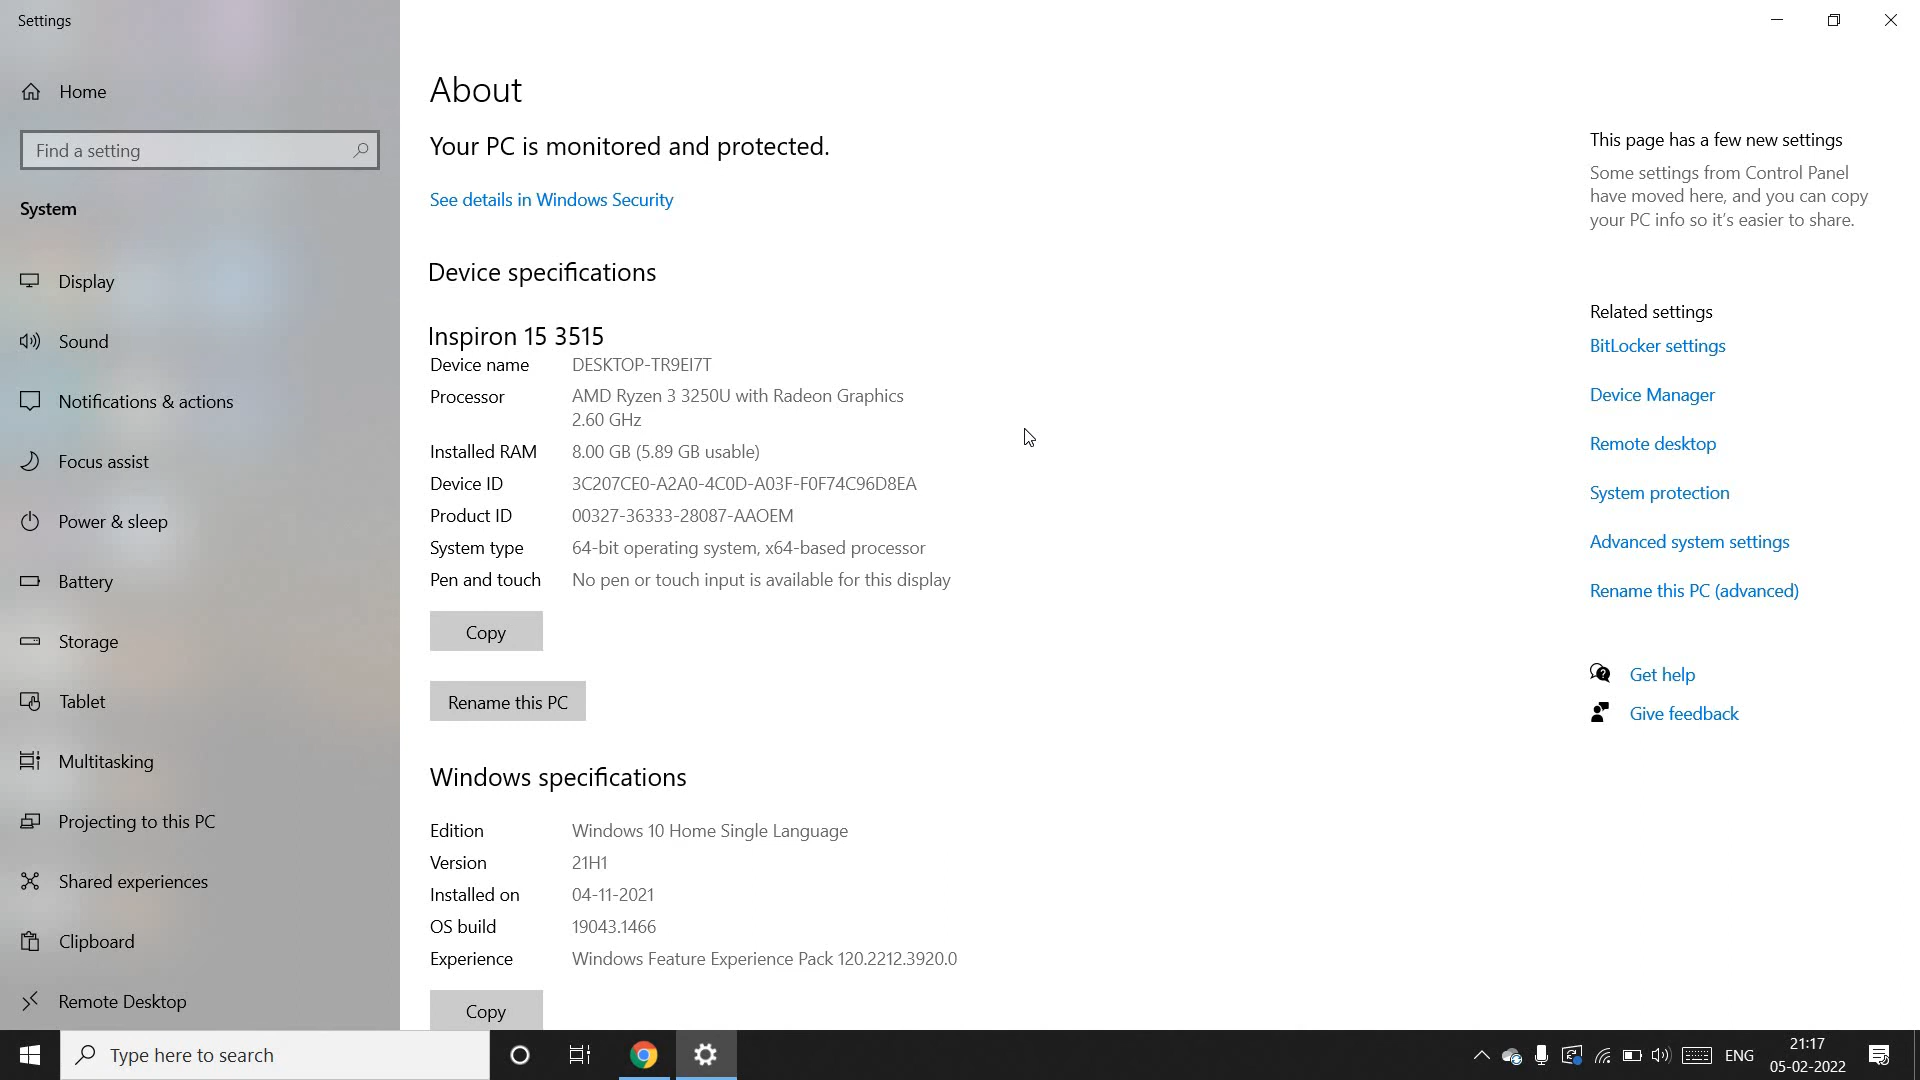 Settings
Home
Find a setting
System
Display
Sound
Notifications & actions
Focus assist
Power & sleep
Battery
Storage
Tablet
Multitasking
Projecting to this PC
Shared experiences
Clipboard
Remote Desktop
About
Your PC is monitored and protected.
See details in Windows Security
Device specifications
Inspiron 15 3515
Device name DESKTOP-TR9EI7T
Processor AMD Ryzen 3 3250U with Radeon Graphics
2.60 GHz
Installed RAM 8.00 GB (5.89 GB usable)
Device ID 3C207CE0-A2A0-4C0D-A03F-F0F74C96D8EA
Product ID 00327-36333-28087-AAOEM
System type 64-bit operating system, x64-based processor
Pen and touch No pen or touch input is available for this display
Copy
Rename this PC
Windows specifications
Edition Windows 10 Home Single Language
Version 21H1
Installed on 04-11-2021
OS build 19043.1466
Experience Windows Feature Experience Pack 120.2212.3920.0
Copy
This page has a few new settings
Some settings from Control Panel
have moved here, and you can copy
your PC info so it's easier to share.
Related settings
BitLocker settings
Device Manager
Remote desktop
System protection
Advanced system settings
Rename this PC (advanced)
Get help
Give feedback
Type here to search
ENG
21:17
05-02-2022